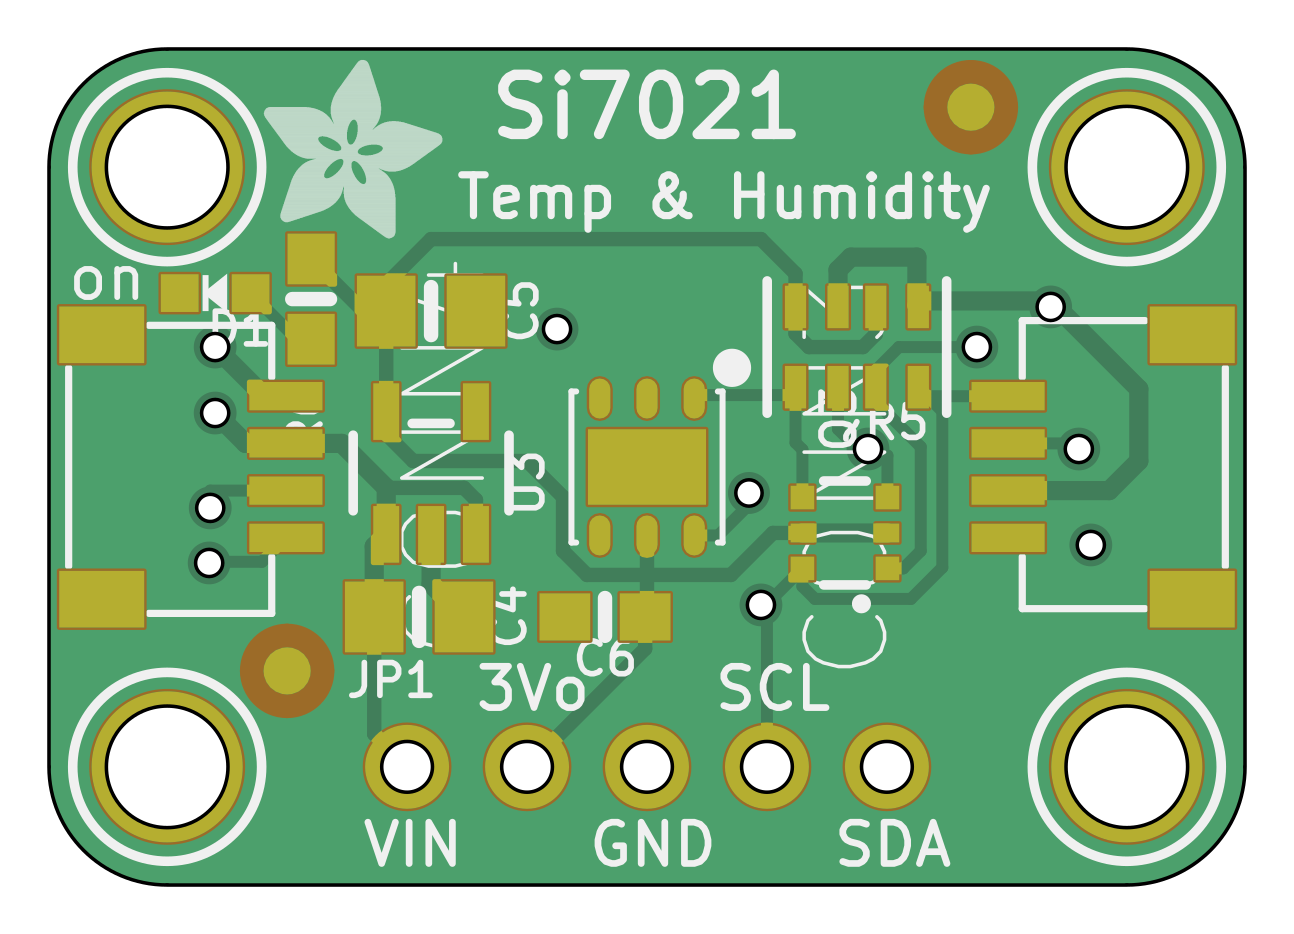 Si7021
Temp & Humidity
on
D1
C5
U3
R5
C4
C6
JP1
3Vo
SCL
VIN
GND
SDA